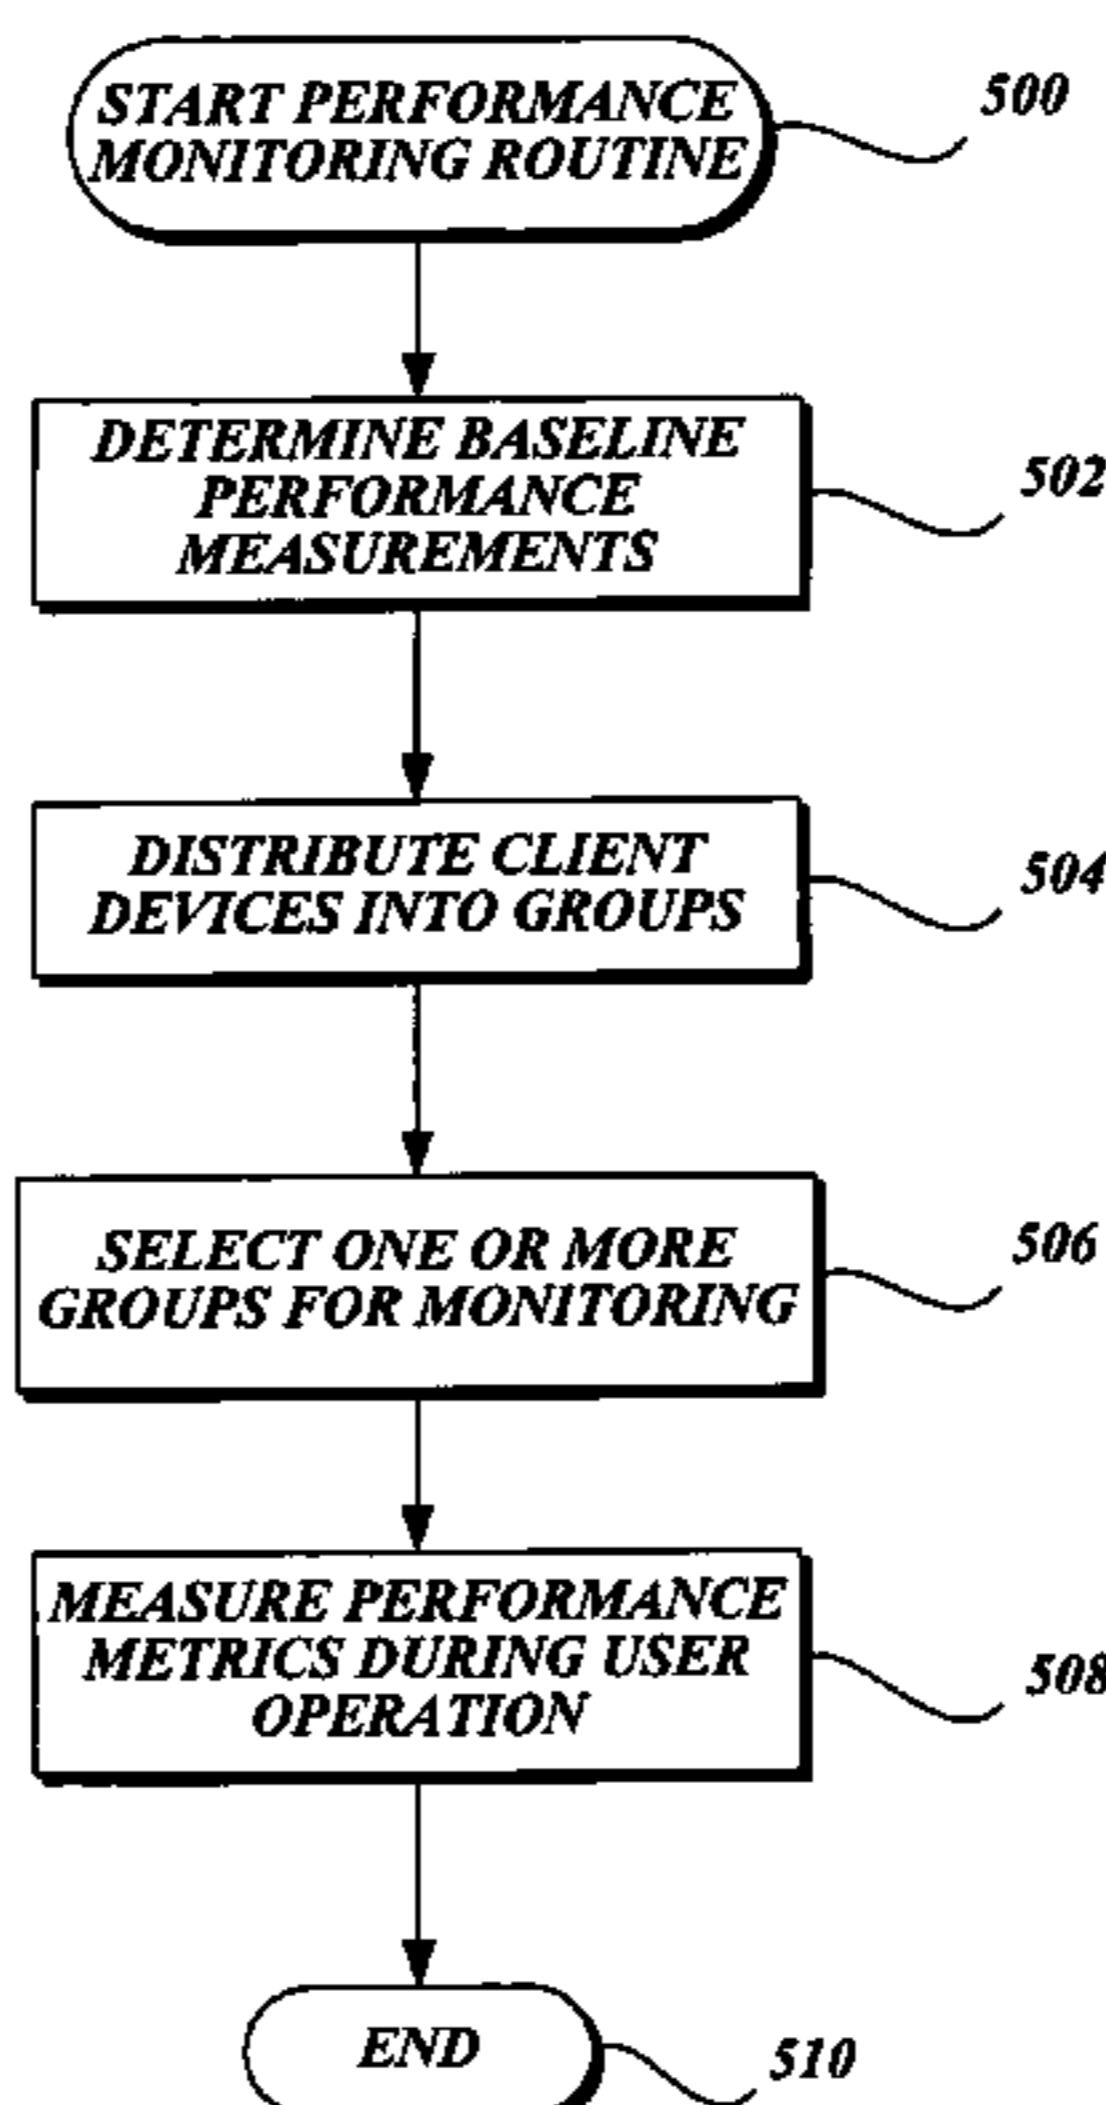 START PERFORMANCE
MONITORING ROUTINE
500
DETERMINE BASELINE
PERFORMANCE
MEASUREMENTS
502
DISTRIBUTE CLIENT
DEVICES INTO GROUPS
504
SELECT ONE OR MORE
GROUPS FOR MONITORING
506
MEASURE PERFORMANCE
METRICS DURING USER
OPERATION
508
END
510